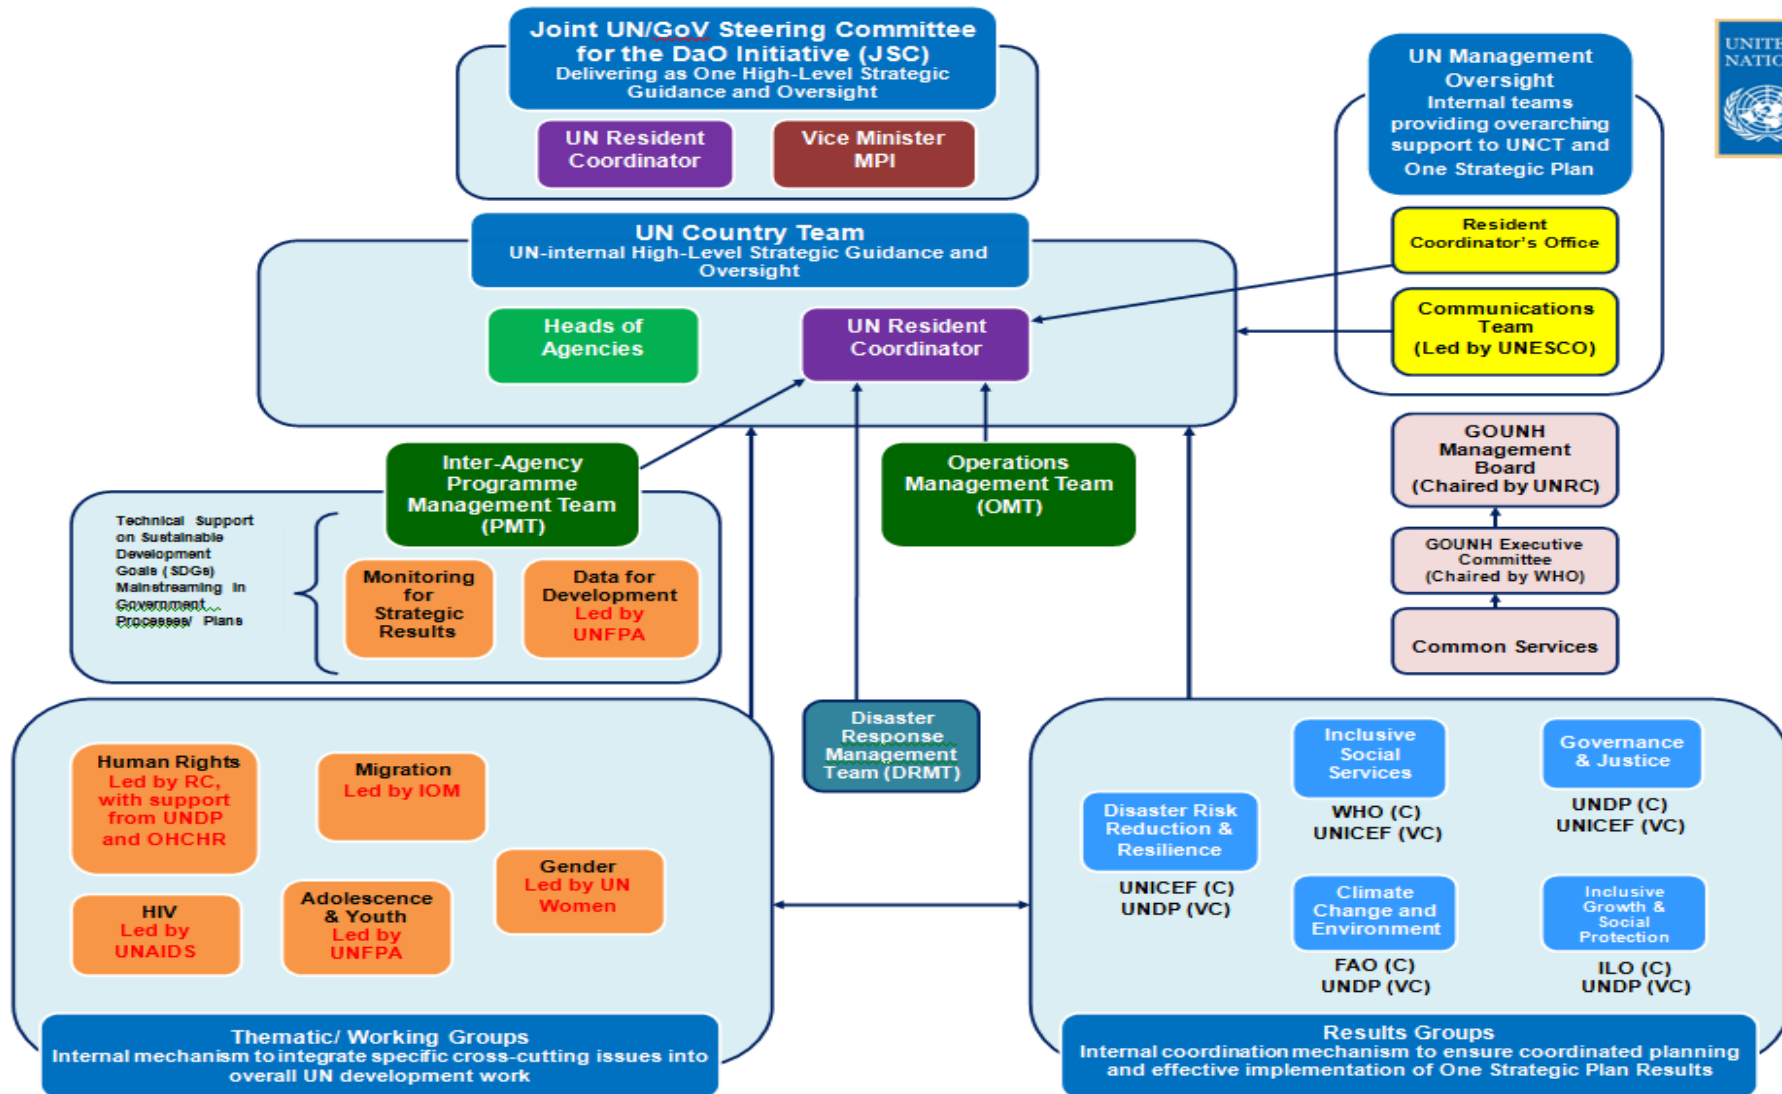 Joint UN/GoV Steering Committee
for the DaO Initiative (JSC)
Delivering as One High-Level Strategic
Guidance and Oversight
UN Resident
Coordinator
Vice Minister
MPI
UN Management
Oversight
Internal teams
providing overarching
support to UNCT and
One Strategic Plan
UNITE
NATIO
UN Country Team
UN-internal High-Level Strategic Guidance and
Oversight
Heads of
Agencies
UN Resident
Coordinator
Resident
Coordinator's Office
Communications
Team
(Led by UNESCO)
Inter-Agency
Programme
Management Team
(PMT)
Operations
Management Team
(OMT)
GOUNH
Management
Board
(Chaired by UNRC)
GOUNH Executive
Committee
(Chaired by WHO)
Common Services
Technical Support
on Sustainable
Development
Goals (SDGs)
Mainstreaming in
Government
Processes/ Plans
Monitoring
for
Strategic
Results
Data for
Development
Led by
UNFPA
Disaster
Response
Management
Team (DRMT)
Human Rights
Led by RC,
with support
from UNDP
and OHCHR
Migration
Led by IOM
Gender
Led by UN
Women
HIV
Led by
UNAIDS
Adolescence
& Youth
Led by
UNFPA
Thematic/ Working Groups
Internal mechanism to integrate specific cross-cutting issues into
overall UN development work
Disaster Risk
Reduction &
Resilience
UNICEF (C)
UNDP (VC)
Inclusive
Social
Services
WHO (C)
UNICEF (VC)
Governance
& Justice
UNDP (C)
UNICEF (VC)
Climate
Change and
Environment
FAO (C)
UNDP (VC)
Inclusive
Growth &
Social
Protection
ILO (C)
UNDP (VC)
Results Groups
Internal coordination mechanism to ensure coordinated planning
and effective implementation of One Strategic Plan Results